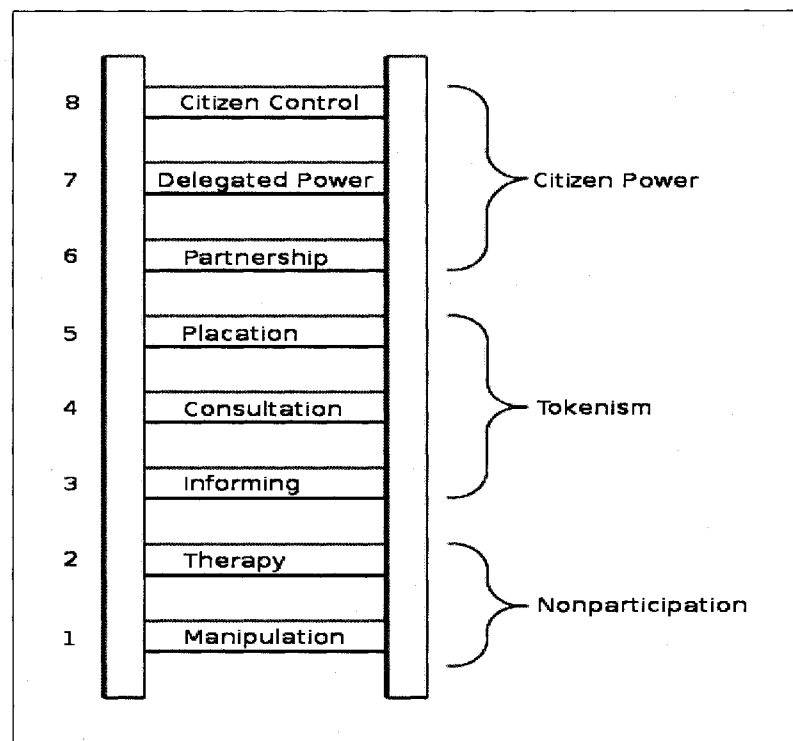 8 Citizen Control
7 Delegated Power Citizen Power
6 Partnership
5 Placation
4 Consultation Tokenism
3 Informing
2 Therapy
Nonparticipation
1 Manipulation